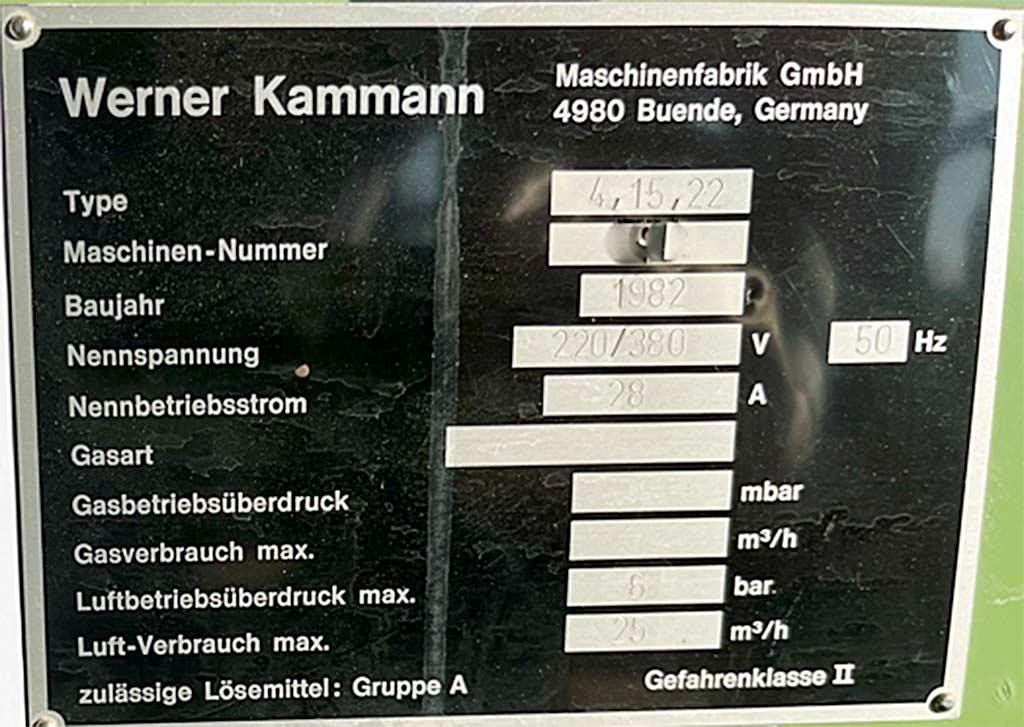 Werner Kammann Maschinenfabrik GmbH
4980 Buende, Germany
Type 4,15,22
Maschinen-Nummer
Baujahr 1982
Nennspannung 220/380 V 50 Hz
Nennbetriebsstrom 28 A
Gasart
Gasbetriebsüberdruck mbar
Gasverbrauch max. m³/h
Luftbetriebsüberdruck max. 6 bar.
Luft-Verbrauch max. 25 m³/h
zulässige Lösemittel: Gruppe A Gefahrenklasse II